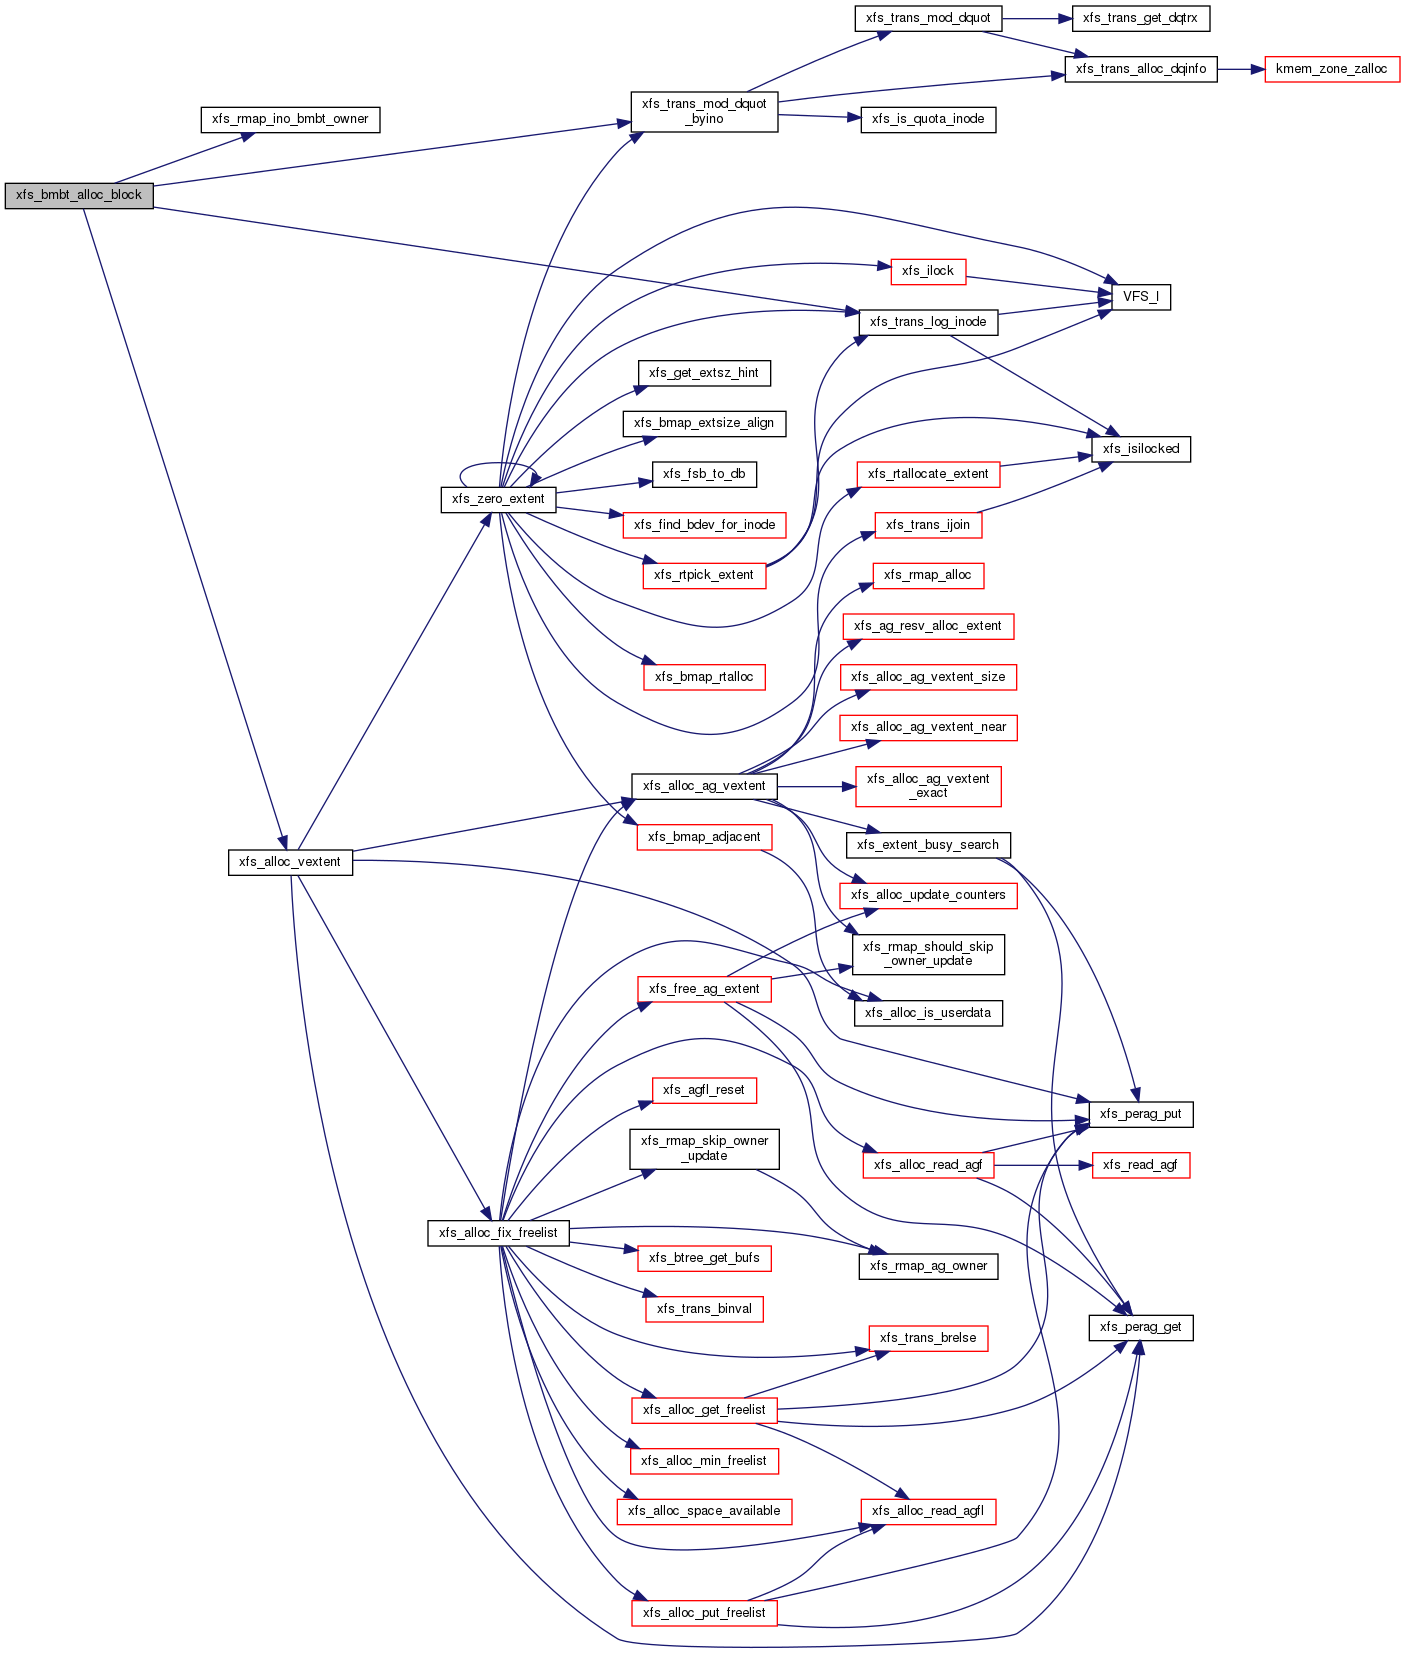 xfs_trans_mod_dquot
xfs_trans_get_dqtrx
xfs_trans_alloc_dqinfo
kmem_zone_zalloc
xfs_rmap_ino_bmbt_owner
xfs_trans_mod_dquot
_byino
xfs_is_quota_inode
xfs_bmbt_alloc_block
xfs_ilock
VFS_I
xfs_trans_log_inode
xfs_get_extsz_hint
xfs_bmap_extsize_align
xfs_isilocked
xfs_fsb_to_db
xfs_rtallocate_extent
xfs_zero_extent
xfs_find_bdev_for_inode
xfs_trans_ijoin
xfs_rtpick_extent
xfs_rmap_alloc
xfs_ag_resv_alloc_extent
xfs_bmap_rtalloc
xfs_alloc_ag_vextent_size
xfs_alloc_ag_vextent_near
xfs_alloc_ag_vextent
xfs_alloc_ag_vextent
_exact
xfs_bmap_adjacent
xfs_extent_busy_search
xfs_alloc_vextent
xfs_alloc_update_counters
xfs_rmap_should_skip
_owner_update
xfs_free_ag_extent
xfs_alloc_is_userdata
xfs_agfl_reset
xfs_perag_put
xfs_rmap_skip_owner
_update
xfs_alloc_read_agf
xfs_read_agf
xfs_alloc_fix_freelist
xfs_btree_get_bufs
xfs_rmap_ag_owner
xfs_trans_binval
xfs_perag_get
xfs_trans_brelse
xfs_alloc_get_freelist
xfs_alloc_min_freelist
xfs_alloc_space_available
xfs_alloc_read_agfl
xfs_alloc_put_freelist